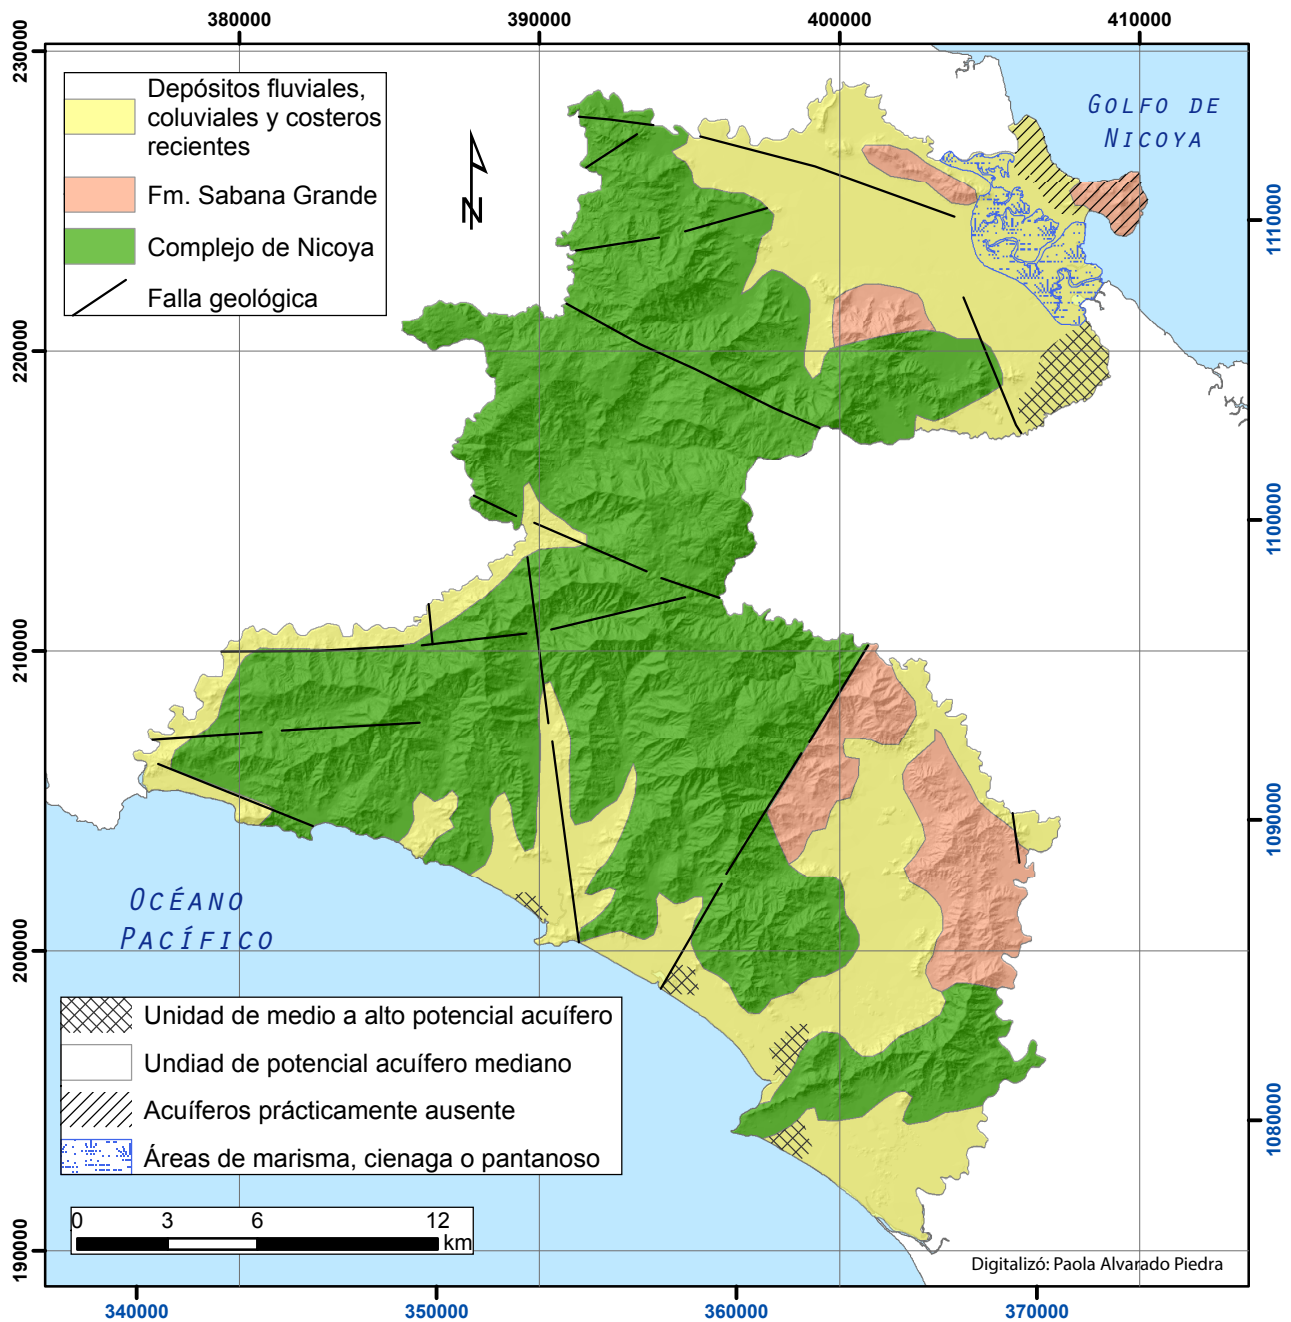 380000
390000
400000
410000
230000
220000
210000
200000
190000
Depósitos fluviales,
coluviales y costeros
recientes
Fm. Sabana Grande
Complejo de Nicoya
Falla geológica
N
GOLFO DE
NICOYA
1110000
1100000
1090000
1080000
OCÉANO
PACÍFICO
Unidad de medio a alto potencial acuífero
Undiad de potencial acuífero mediano
Acuíferos prácticamente ausente
Áreas de marisma, cienaga o pantanoso
0 3 6 12
km
Digitalizó: Paola Alvarado Piedra
340000
350000
360000
370000